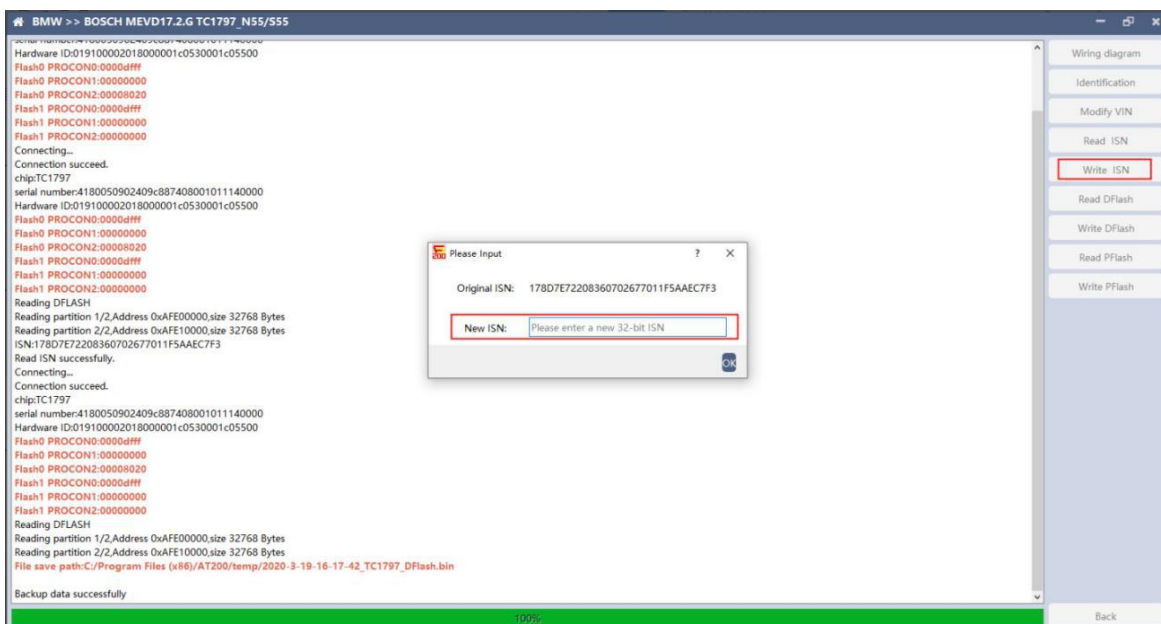 BMW >> BOSCH MEVD17.2.G TC1797_N55/S55
Hardware ID:019100002018000001c0530001c05500
Flash0 PROCON0:0000dfff
Flash0 PROCON1:00000000
Flash0 PROCON2:00008020
Flash1 PROCON0:0000dfff
Flash1 PROCON1:00000000
Flash1 PROCON2:00000000
Connecting...
Connection succeed.
chip:TC1797
serial number:4180050902409c887408001011140000
Hardware ID:019100002018000001c0530001c05500
Flash0 PROCON0:0000dfff
Flash0 PROCON1:00000000
Flash0 PROCON2:00008020
Flash1 PROCON0:0000dfff
Flash1 PROCON1:00000000
Flash1 PROCON2:00000000
Reading DFLASH
Reading partition 1/2,Address 0xAFE00000,size 32768 Bytes
Reading partition 2/2,Address 0xAFE10000,size 32768 Bytes
ISN:178D7E72208360702677011F5AAEC7F3
Read ISN successfully.
Connecting...
Connection succeed.
chip:TC1797
serial number:4180050902409c887408001011140000
Hardware ID:019100002018000001c0530001c05500
Flash0 PROCON0:0000dfff
Flash0 PROCON1:00000000
Flash0 PROCON2:00008020
Flash1 PROCON0:0000dfff
Flash1 PROCON1:00000000
Flash1 PROCON2:00000000
Reading DFLASH
Reading partition 1/2,Address 0xAFE00000,size 32768 Bytes
Reading partition 2/2,Address 0xAFE10000,size 32768 Bytes
File save path:C:/Program Files (x86)/AT200/temp/2020-3-19-16-17-42_TC1797_DFlash.bin
Backup data successfully
100%
Please Input
Original ISN: 178D7E72208360702677011F5AAEC7F3
New ISN: Please enter a new 32-bit ISN
OK
Wiring diagram
Identification
Modify VIN
Read ISN
Write ISN
Read DFlash
Write DFlash
Read PFlash
Write PFlash
Back